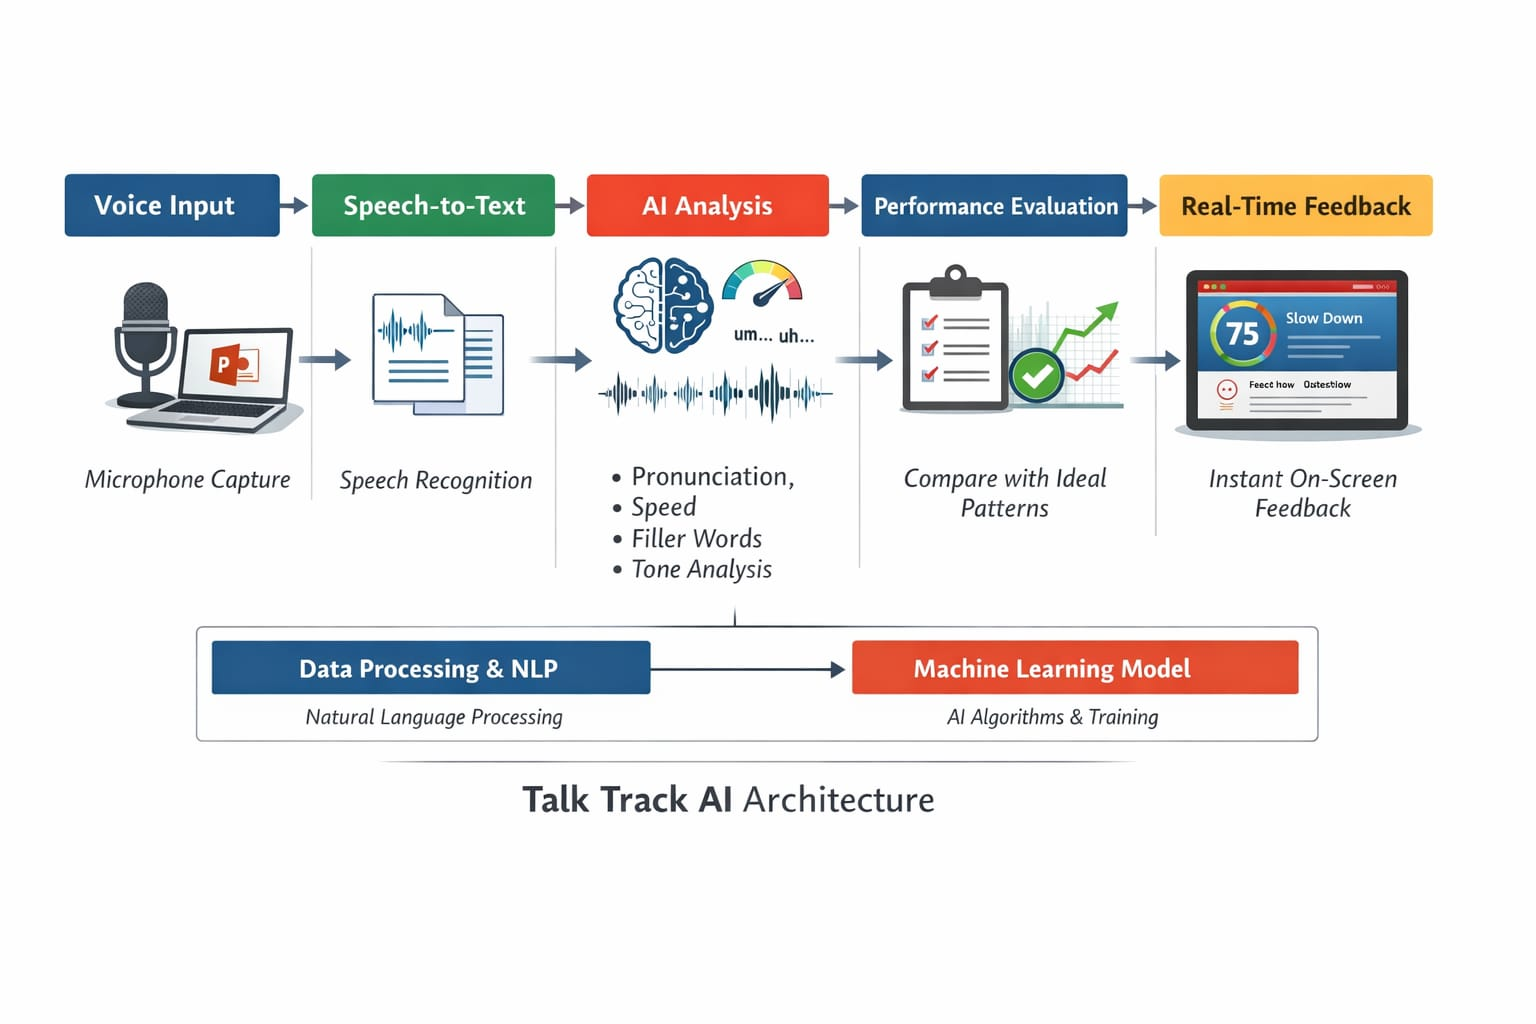 Voice Input
Speech-to-Text
AI Analysis
Performance Evaluation
Real-Time Feedback
P
um... uh...
75
Slow Down
Microphone Capture
Speech Recognition
• Pronunciation,
• Speed
• Filler Words
• Tone Analysis
Compare with Ideal
Patterns
Instant On-Screen
Feedback
Data Processing & NLP
Machine Learning Model
Natural Language Processing
AI Algorithms & Training
Talk Track AI Architecture